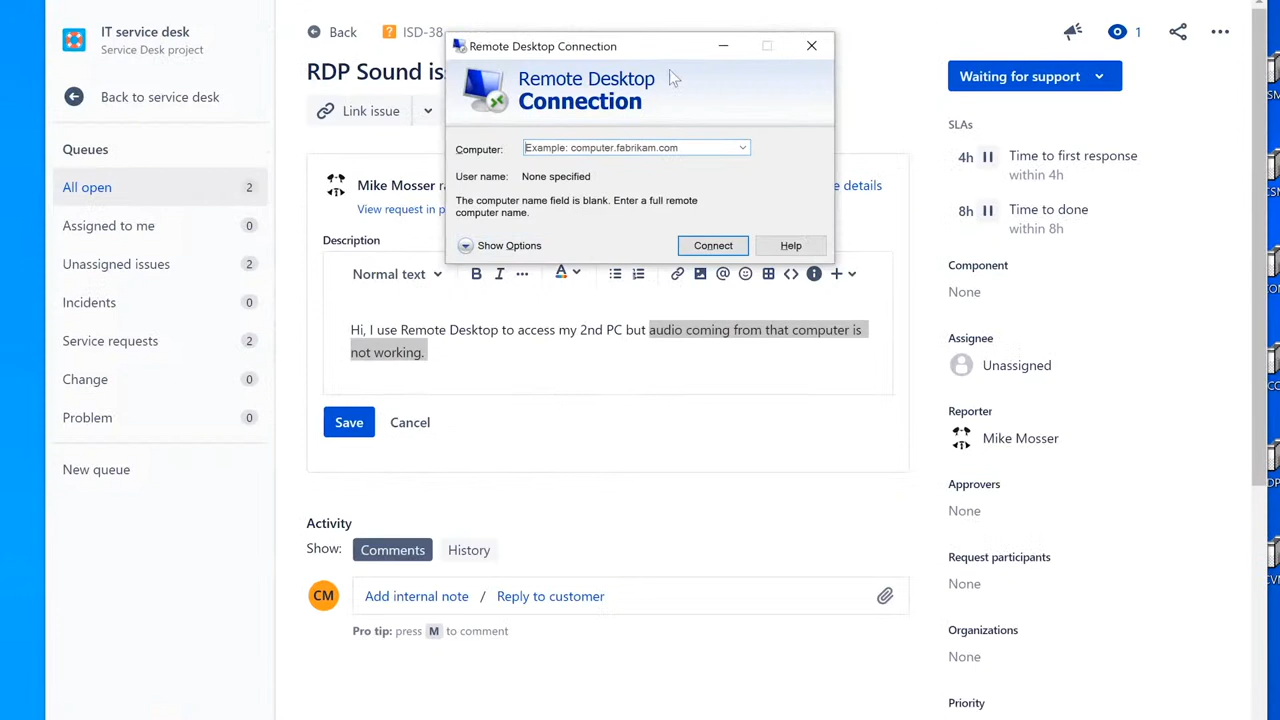 IT service desk
Service Desk project
Back to service desk
Queues
All open 2
Assigned to me 0
Unassigned issues 2
Incidents 0
Service requests 2
Change 0
Problem 0
New queue
Back ISD-38
RDP Sound is
Link issue
Mike Mosser
View request in p
e details
Description
Normal text
B I A
Hi, I use Remote Desktop to access my 2nd PC but audio coming from that computer is
not working.
Save Cancel
Activity
Show: Comments History
CM Add internal note / Reply to customer
Pro tip: press M to comment
Remote Desktop Connection
Remote Desktop
Connection
Computer: Example: computer.fabrikam.com
User name: None specified
The computer name field is blank. Enter a full remote
computer name.
Show Options Connect Help
1
Waiting for support
SLAs
4h Time to first response
within 4h
8h Time to done
within 8h
Component
None
Assignee
Unassigned
Reporter
Mike Mosser
Approvers
None
Request participants
None
Organizations
None
Priority